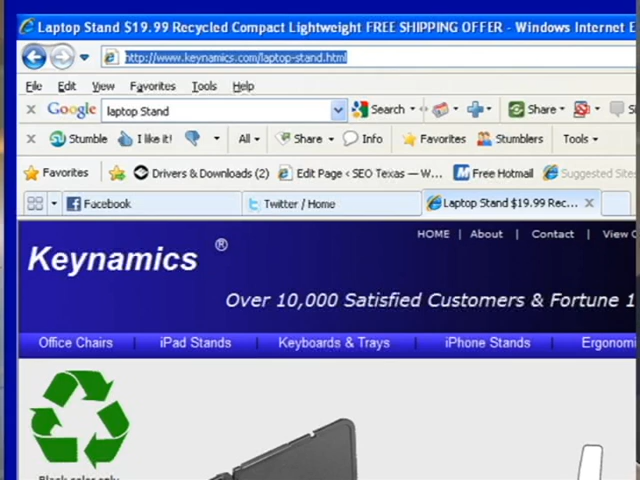 Laptop Stand $19.99 Recycled Compact Lightweight FREE SHIPPING OFFER - Windows Internet E
http://www.keynamics.com/laptop-stand.html
File Edit View Favorites Tools Help
Google laptop Stand Search Share
Stumble I like it! All Share Info Favorites Stumblers Tools
Favorites Drivers & Downloads (2) Edit Page < SEO Texas — W... Free Hotmail Suggested Sites
Facebook Twitter / Home Laptop Stand $19.99 Rec...
HOME | About | Contact | View
Keynamics ®
Over 10,000 Satisfied Customers & Fortune 1
Office Chairs iPad Stands Keyboards & Trays iPhone Stands Ergonomi
Black color only